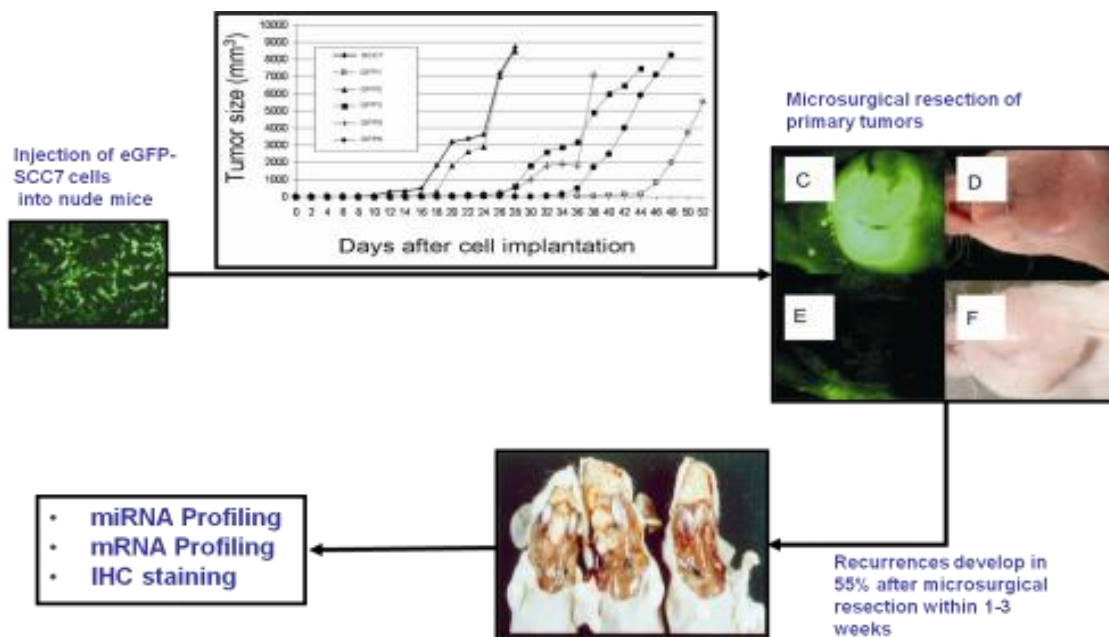 Injection of eGFP-
SCC7 cells
into nude mice
Tumor size (mm³)
10000
9000
8000
7000
6000
5000
4000
3000
2000
1000
0
0 2 4 6 8 10 12 14 16 18 20 22 24 26 28 30 32 34 36 38 40 42 44 46 48 50 52
Days after cell implantation
Microsurgical resection of
primary tumors
C
D
E
F
Recurrences develop in
55% after microsurgical
resection within 1-3
weeks
• miRNA Profiling
• mRNA Profiling
• IHC staining